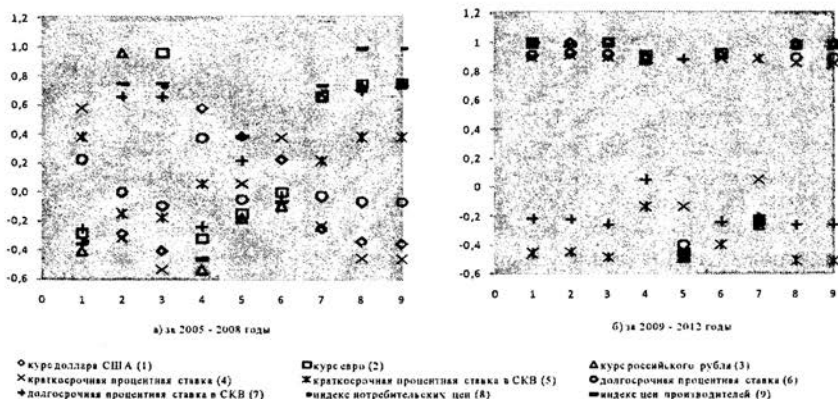 1,2
1,0
0,8
0,6
0,4
0,2
0,0
-0,2
-0,4
-0,6
0 1 2 3 4 5 6 7 8 9
а) за 2005 - 2008 годы
1,2
1
0,8
0,6
0,4
0,2
0
-0,2
-0,4
-0,6
0 1 2 3 4 5 6 7 8 9
б) за 2009 - 2012 годы
курс доллара США (1) курс евро (2) курс российского рубля (3)
краткосрочная процентная ставка (4) краткосрочная процентная ставка в СКВ (5) долгосрочная процентная ставка (6)
долгосрочная процентная ставка в СКВ (7) индекс потребительских цен (8) индекс цен производителей (9)